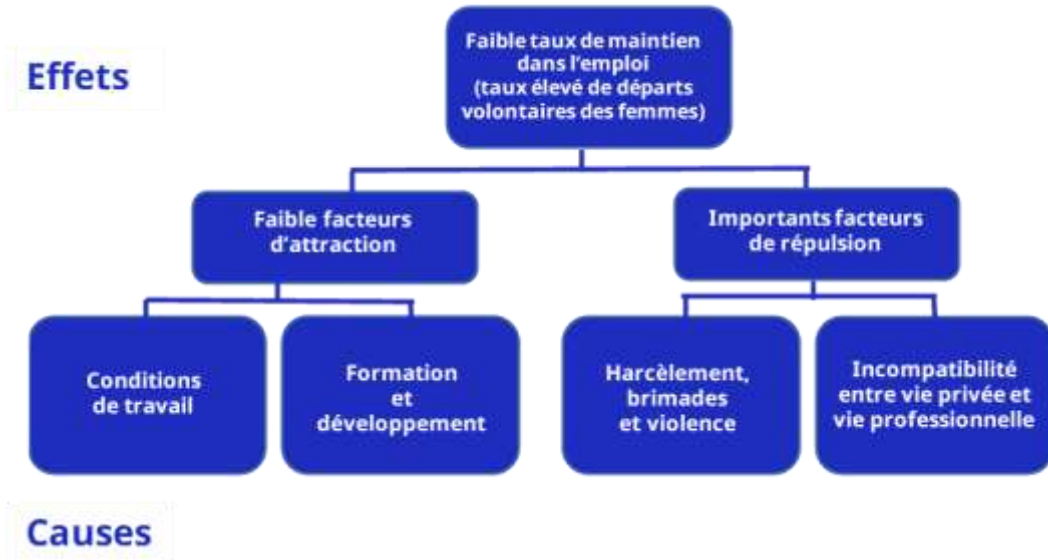 Effets
Faible taux de maintien
dans l'emploi
(taux élevé de départs
volontaires des femmes)
Faible facteurs
d'attraction
Importants facteurs
de répulsion
Conditions
de travail
Formation
et
développement
Harcèlement,
brimades
et violence
Incompatibilité
entre vie privée et
vie professionnelle
Causes